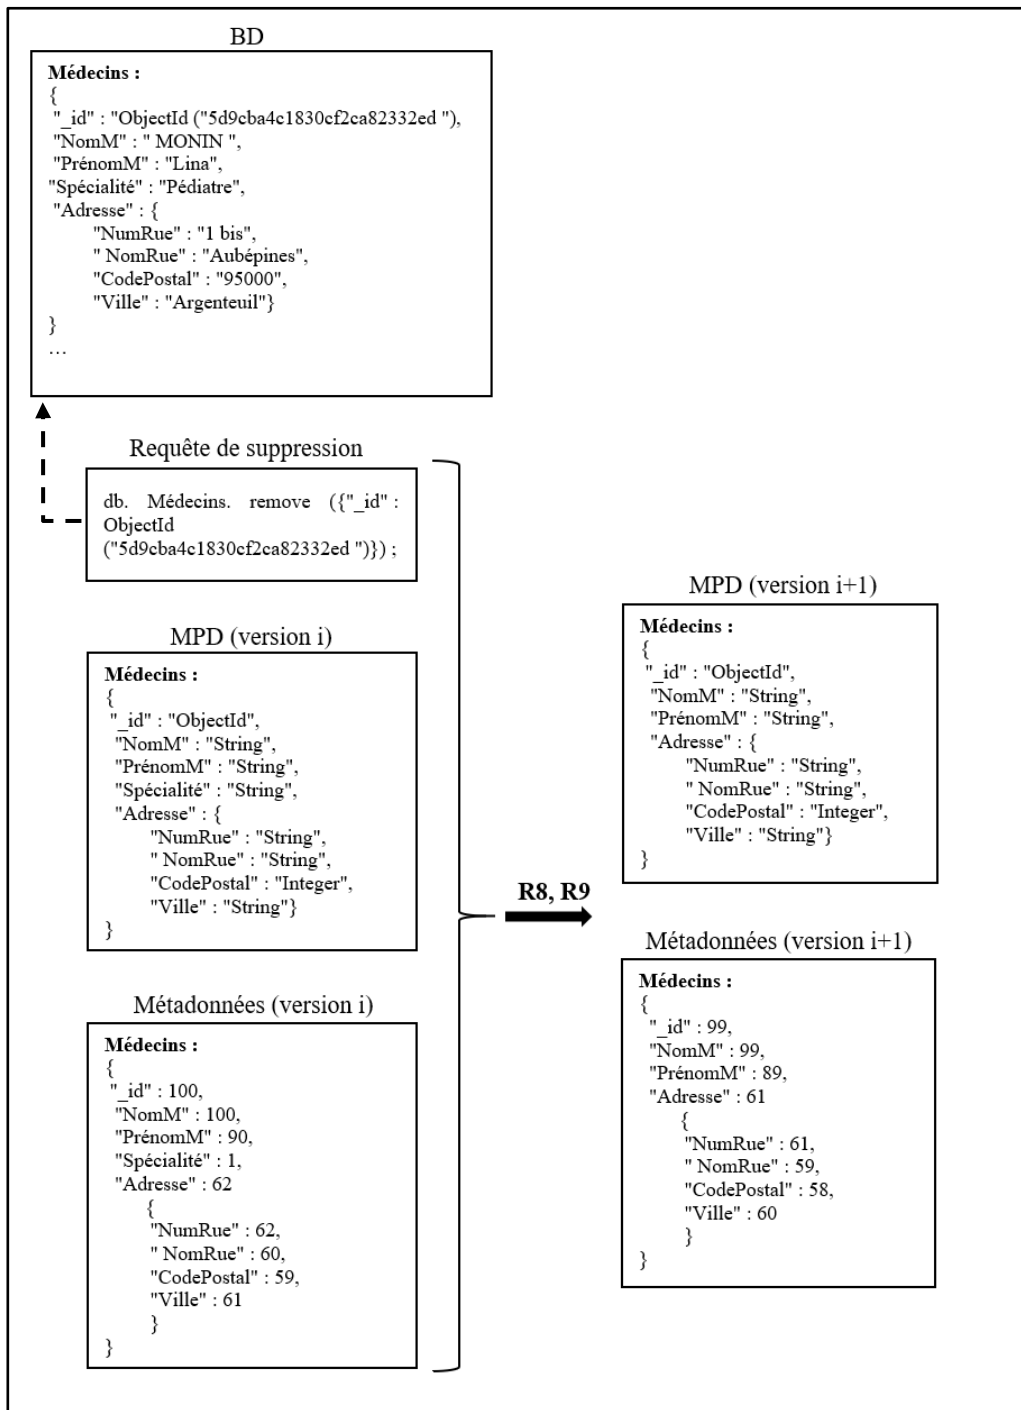 BD
Médecins :
{
"_id" : "ObjectId ("5d9cba4c1830cf2ca82332ed "),
"NomM" : " MONIN ",
"PrénomM" : "Lina",
"Spécialité" : "Pédiatre",
"Adresse" : {
"NumRue" : "1 bis",
" NomRue" : "Aubépines",
"CodePostal" : "95000",
"Ville" : "Argenteuil"}
}
…
Requête de suppression
db. Médecins. remove ({"_id" :
ObjectId
("5d9cba4c1830cf2ca82332ed ")}) ;
MPD (version i)
Médecins :
{
"_id" : "ObjectId",
"NomM" : "String",
"PrénomM" : "String",
"Spécialité" : "String",
"Adresse" : {
"NumRue" : "String",
" NomRue" : "String",
"CodePostal" : "Integer",
"Ville" : "String"}
}
Métadonnées (version i)
Médecins :
{
"_id" : 100,
"NomM" : 100,
"PrénomM" : 90,
"Spécialité" : 1,
"Adresse" : 62
{
"NumRue" : 62,
" NomRue" : 60,
"CodePostal" : 59,
"Ville" : 61
}
}
R8, R9
MPD (version i+1)
Médecins :
{
"_id" : "ObjectId",
"NomM" : "String",
"PrénomM" : "String",
"Adresse" : {
"NumRue" : "String",
" NomRue" : "String",
"CodePostal" : "Integer",
"Ville" : "String"}
}
Métadonnées (version i+1)
Médecins :
{
"_id" : 99,
"NomM" : 99,
"PrénomM" : 89,
"Adresse" : 61
{
"NumRue" : 61,
" NomRue" : 59,
"CodePostal" : 58,
"Ville" : 60
}
}